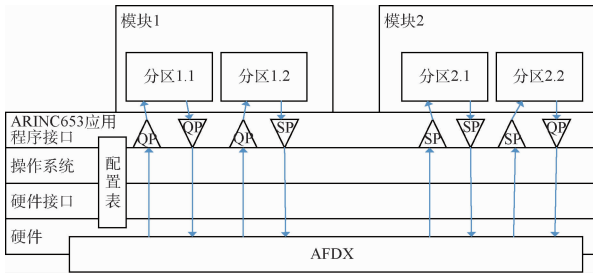 模块1
模块2
分区1.1
分区1.2
分区2.1
分区2.2
ARINC653应用
程序接口
QP
QP
QP
SP
SP
SP
SP
QP
操作系统
配置表
硬件接口
硬件
AFDX